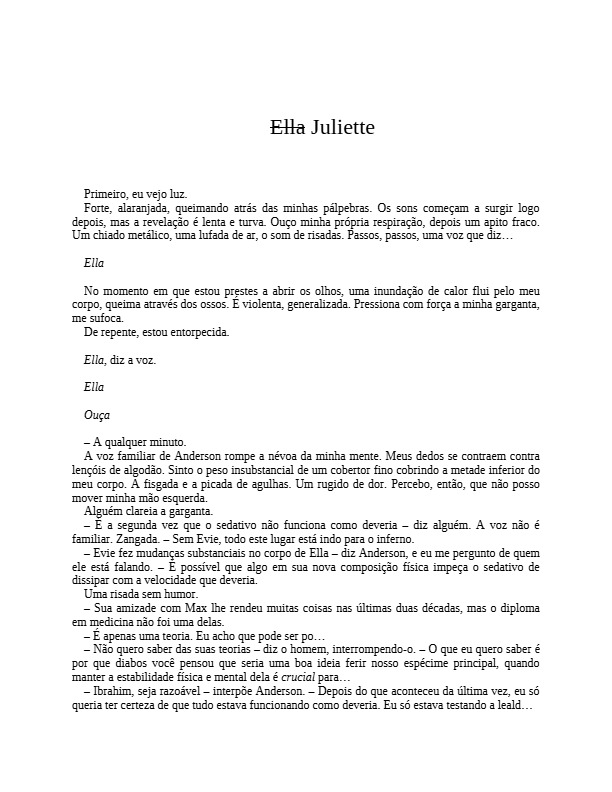 Ella Juliette
Primeiro, eu vejo luz.
Forte, alaranjada, queimando atrás das minhas pálpebras. Os sons começam a surgir logo
depois, mas a revelação é lenta e turva. Ouço minha própria respiração, depois um apito fraco.
Um chiado metálico, uma lufada de ar, o som de risadas. Passos, passos, uma voz que diz…
Ella
No momento em que estou prestes a abrir os olhos, uma inundação de calor flui pelo meu
corpo, queima através dos ossos. É violenta, generalizada. Pressiona com força a minha garganta,
me sufoca.
De repente, estou entorpecida.
Ella, diz a voz.
Ella
Ouça
– A qualquer minuto.
A voz familiar de Anderson rompe a névoa da minha mente. Meus dedos se contraem contra
lençóis de algodão. Sinto o peso insubstancial de um cobertor fino cobrindo a metade inferior do
meu corpo. A fisgada e a picada de agulhas. Um rugido de dor. Percebo, então, que não posso
mover minha mão esquerda.
Alguém clareia a garganta.
– É a segunda vez que o sedativo não funciona como deveria – diz alguém. A voz não é
familiar. Zangada. – Sem Evie, todo este lugar está indo para o inferno.
– Evie fez mudanças substanciais no corpo de Ella – diz Anderson, e eu me pergunto de quem
ele está falando. – É possível que algo em sua nova composição física impeça o sedativo de
dissipar com a velocidade que deveria.
Uma risada sem humor.
– Sua amizade com Max lhe rendeu muitas coisas nas últimas duas décadas, mas o diploma
em medicina não foi uma delas.
– É apenas uma teoria. Eu acho que pode ser po…
– Não quero saber das suas teorias – diz o homem, interrompendo-o. – O que eu quero saber é
por que diabos você pensou que seria uma boa ideia ferir nosso espécime principal, quando
manter a estabilidade física e mental dela é crucial para…
– Ibrahim, seja razoável – interpõe Anderson. – Depois do que aconteceu da última vez, eu só
queria ter certeza de que tudo estava funcionando como deveria. Eu só estava testando a leald…